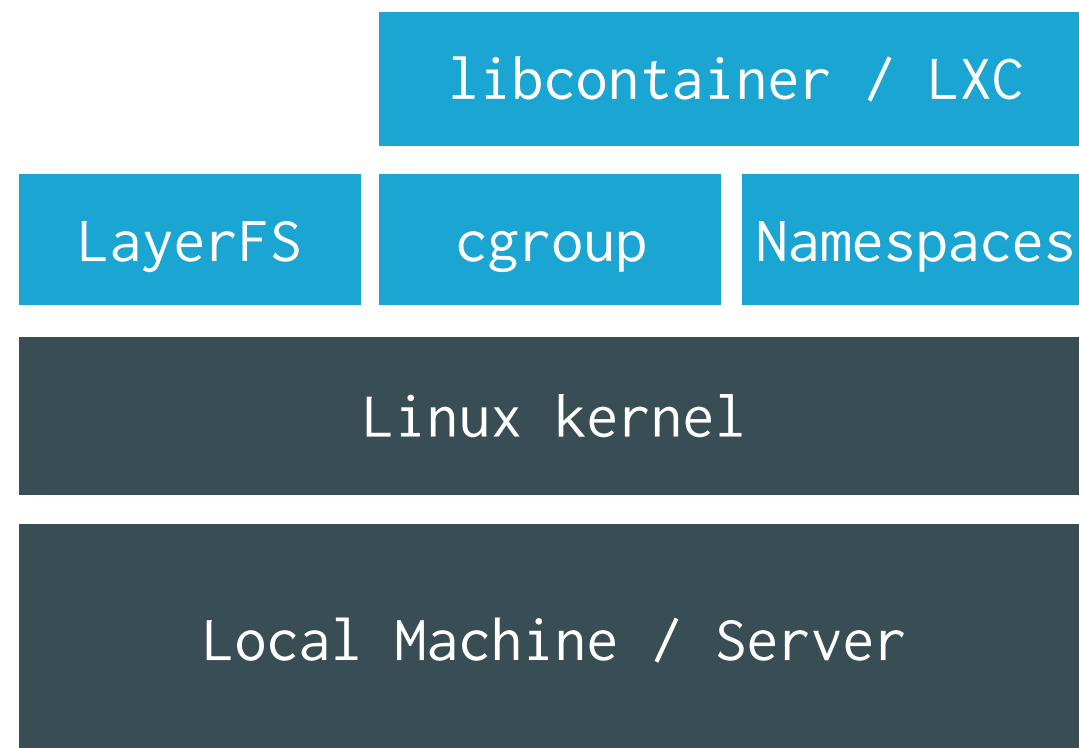 libcontainer / LXC
LayerFS
cgroup
Namespaces
Linux kernel
Local Machine / Server